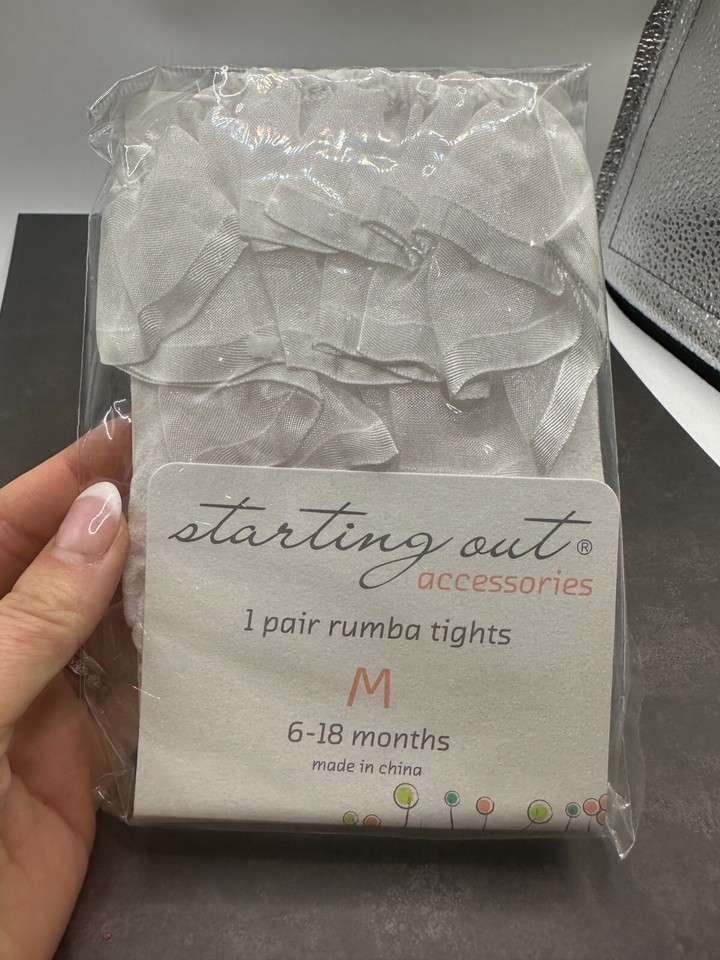 starting out®
accessories
1 pair rumba tights
M
6-18 months
made in china